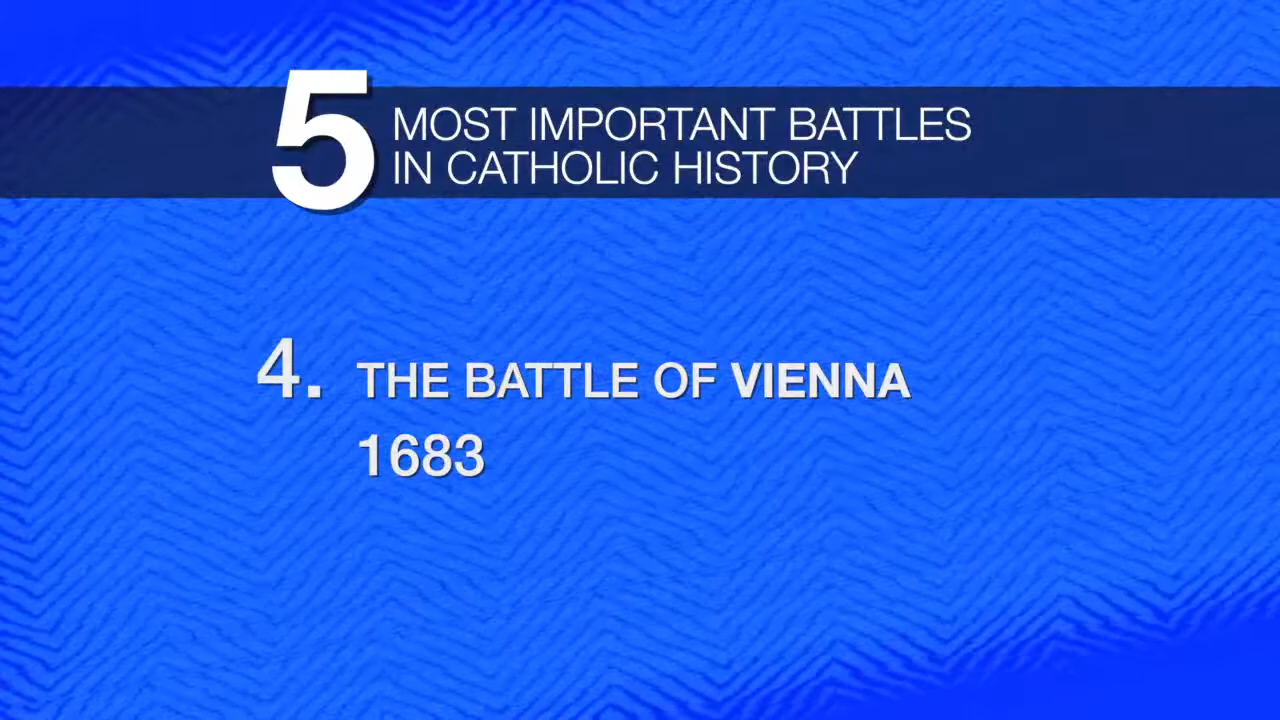 5 MOST IMPORTANT BATTLES
IN CATHOLIC HISTORY
4. THE BATTLE OF VIENNA
1683